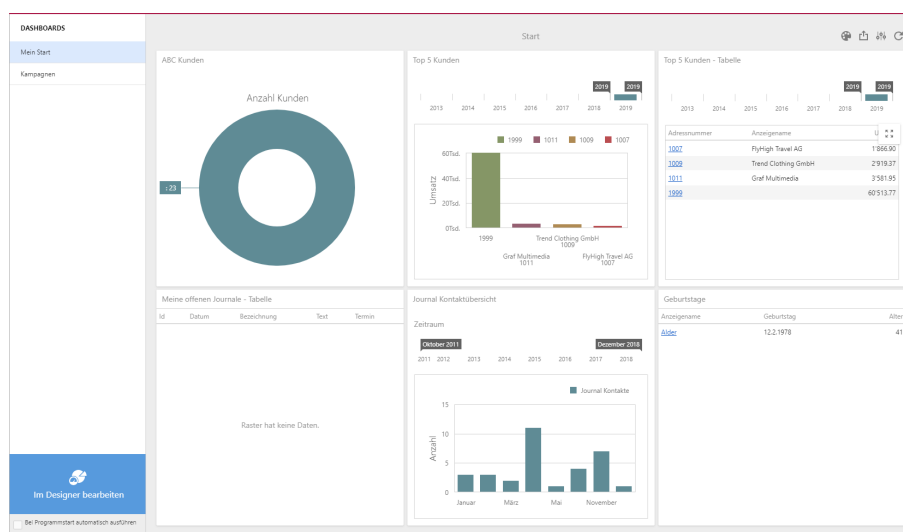 DASHBOARDS
Mein Start
Kampagnen
Im Designer bearbeiten
Bei Programmstart automatisch ausführen
Start
ABC Kunden
Anzahl Kunden
: 23
Top 5 Kunden
2019 2019
2013 2014 2015 2016 2017 2018 2019
1999 1011 1009 1007
Umsatz
60Tsd.
40Tsd.
20Tsd.
0Tsd.
1999 Trend Clothing GmbH
1009
Graf Multimedia FlyHigh Travel AG
1011 1007
Top 5 Kunden - Tabelle
2019 2019
2013 2014 2015 2016 2017 2018 2019
Adressnummer Anzeigename
1007 FlyHigh Travel AG 1'866.90
1009 Trend Clothing GmbH 2'919.37
1011 Graf Multimedia 3'581.95
1999 60'513.77
Meine offenen Journale - Tabelle
Id Datum Bezeichnung Text Termin
Raster hat keine Daten.
Journal Kontaktübersicht
Zeitraum
Oktober 2011 Dezember 2018
2011 2012 2013 2014 2015 2016 2017 2018
Journal Kontakte
Anzahl
15
10
5
0
Januar März Mai November
Geburtstage
Anzeigename Geburtstag Alter
Alder 12.2.1978 41